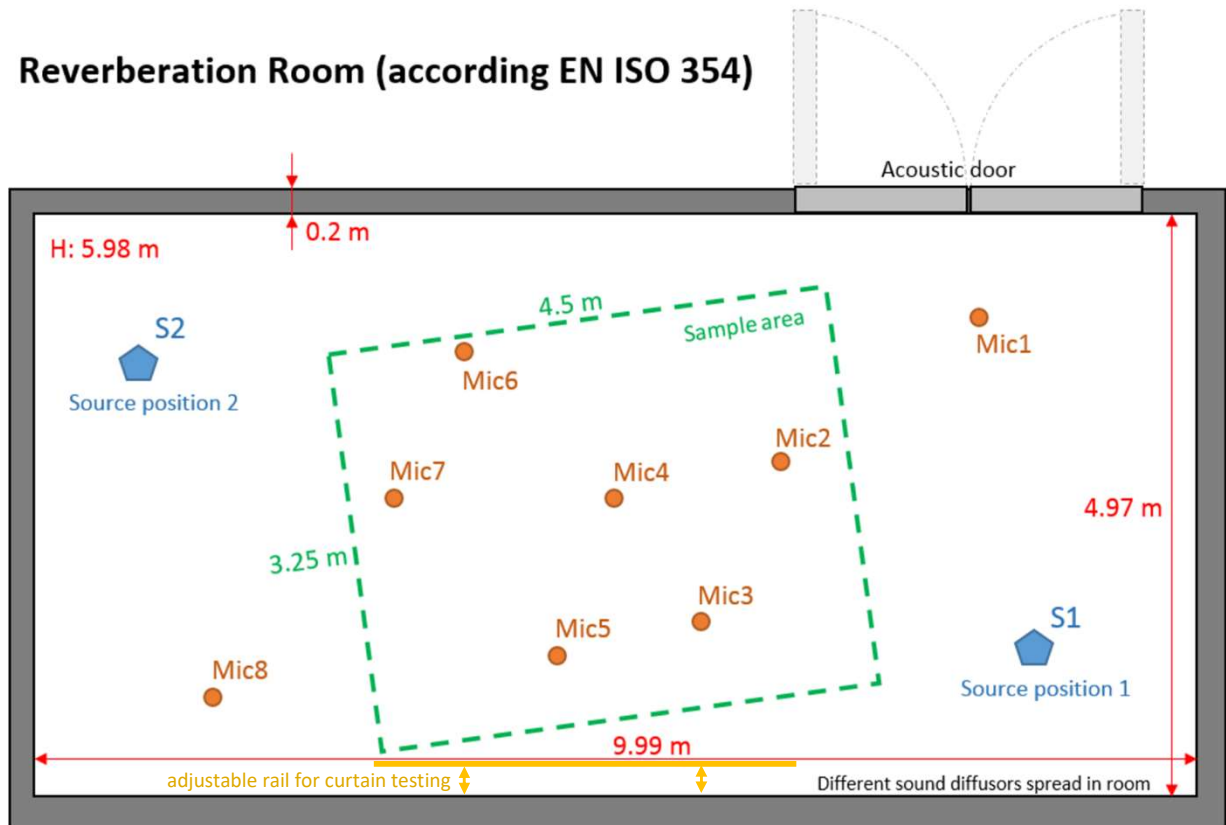 Reverberation Room (according EN ISO 354)
Acoustic door
0.2 m
H: 5.98 m
4.5 m
Sample area
S2
Source position 2
Mic1
Mic6
Mic2
Mic7
Mic4
4.97 m
3.25 m
Mic3
Mic5
S1
Source position 1
Mic8
9.99 m
adjustable rail for curtain testing
Different sound diffusors spread in room